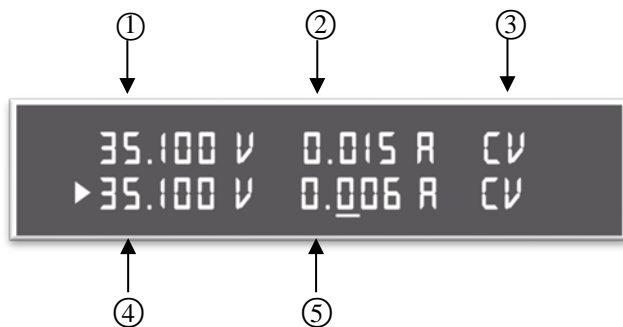 ① ② ③
35.100 V 0.015 A CV
▶35.100 V 0.006 A CV
④ ⑤